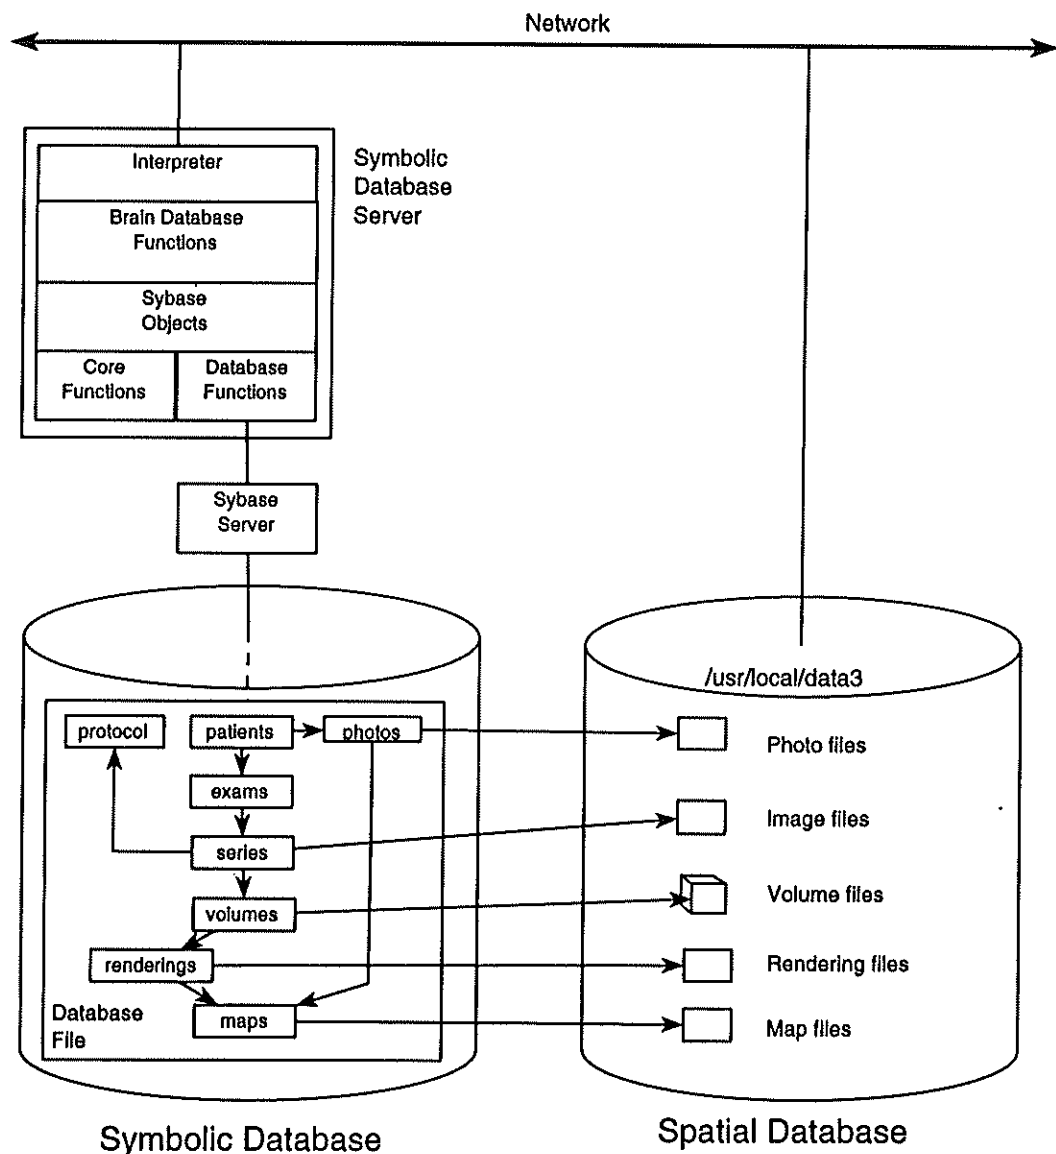 Network
Interpreter
Brain Database
Functions
Sybase
Objects
Core
Functions
Database
Functions
Symbolic
Database
Server
Sybase
Server
protocol
patients
photos
exams
series
volumes
renderings
maps
Database
File
/usr/local/data3
Photo files
Image files
Volume files
Rendering files
Map files
Symbolic Database
Spatial Database